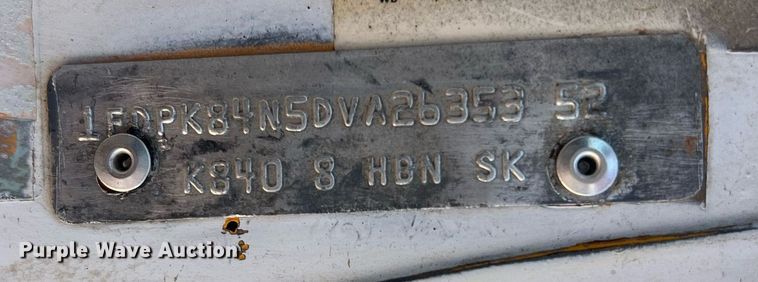 1FDPK84N5DVA26353 52
K840 8 HBN SK
Purple Wave Auction